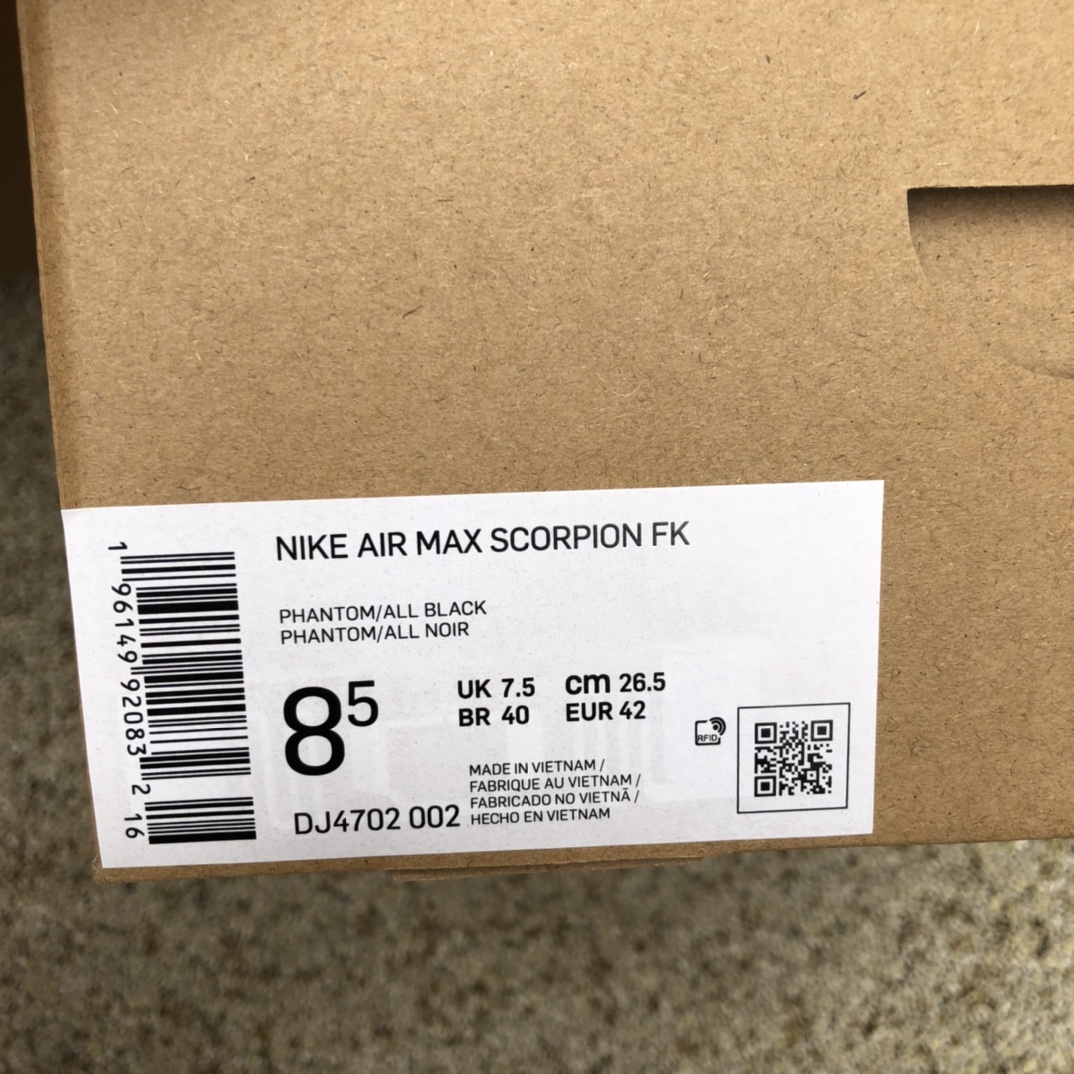 NIKE AIR MAX SCORPION FK
PHANTOM/ALL BLACK
PHANTOM/ALL NOIR
8⁵
UK 7.5 cm 26.5
BR 40 EUR 42
RFID
MADE IN VIETNAM /
FABRIQUE AU VIETNAM /
FABRICADO NO VIETNÃ /
HECHO EN VIETNAM
DJ4702 002
1 96149 92083 2 16